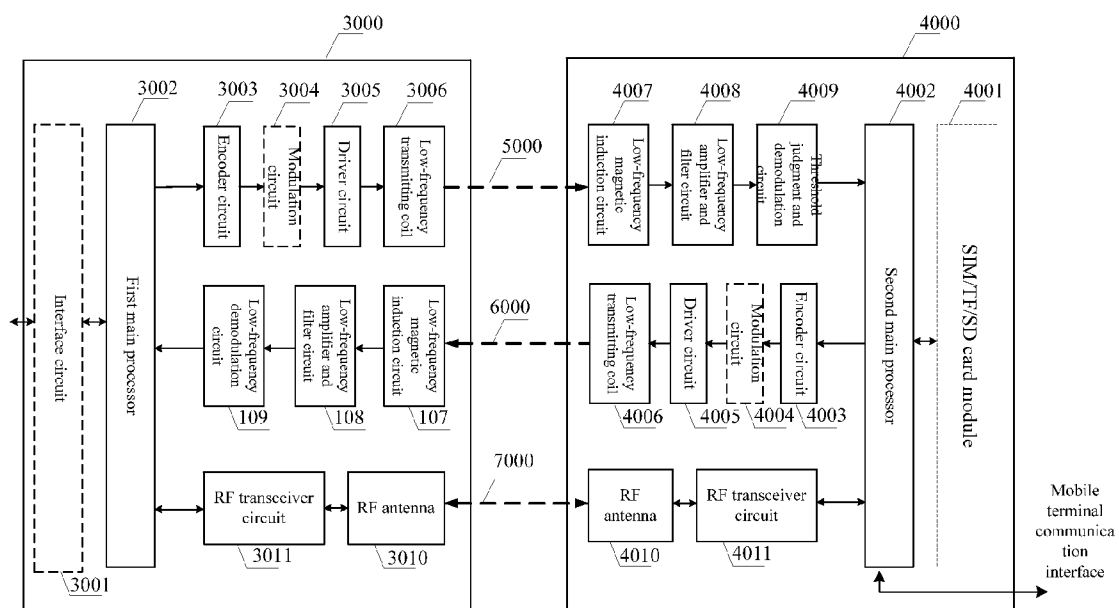 3000
4000
3002
3003
3004
3005
3006
4007
4008
4009
4002
4001
Encoder circuit
Modulation
circuit
Driver circuit
Low-frequency
transmitting coil
5000
Low-frequency
magnetic
induction circuit
Low-frequency
amplifier and
filter circuit
Threshold
judgment and
demodulation
circuit
Interface circuit
First main processor
Low-frequency
demodulation
circuit
Low-frequency
amplifier and
filter circuit
Low-frequency
magnetic
induction circuit
6000
Low-frequency
transmitting coil
Driver circuit
Modulation
circuit
Encoder circuit
Second main processor
SIM/TF/SD card module
109
108
107
4006
4005
4004
4003
7000
RF transceiver
circuit
RF antenna
RF
antenna
RF transceiver
circuit
3011
3010
4010
4011
3001
Mobile
terminal
communica
tion
interface